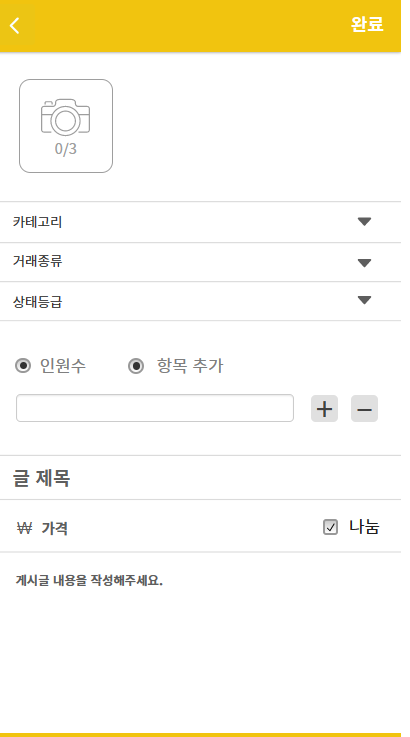 완료
0/3
카테고리
거래종류
상태등급
인원수 항목 추가
글 제목
₩ 가격 나눔
게시글 내용을 작성해주세요.